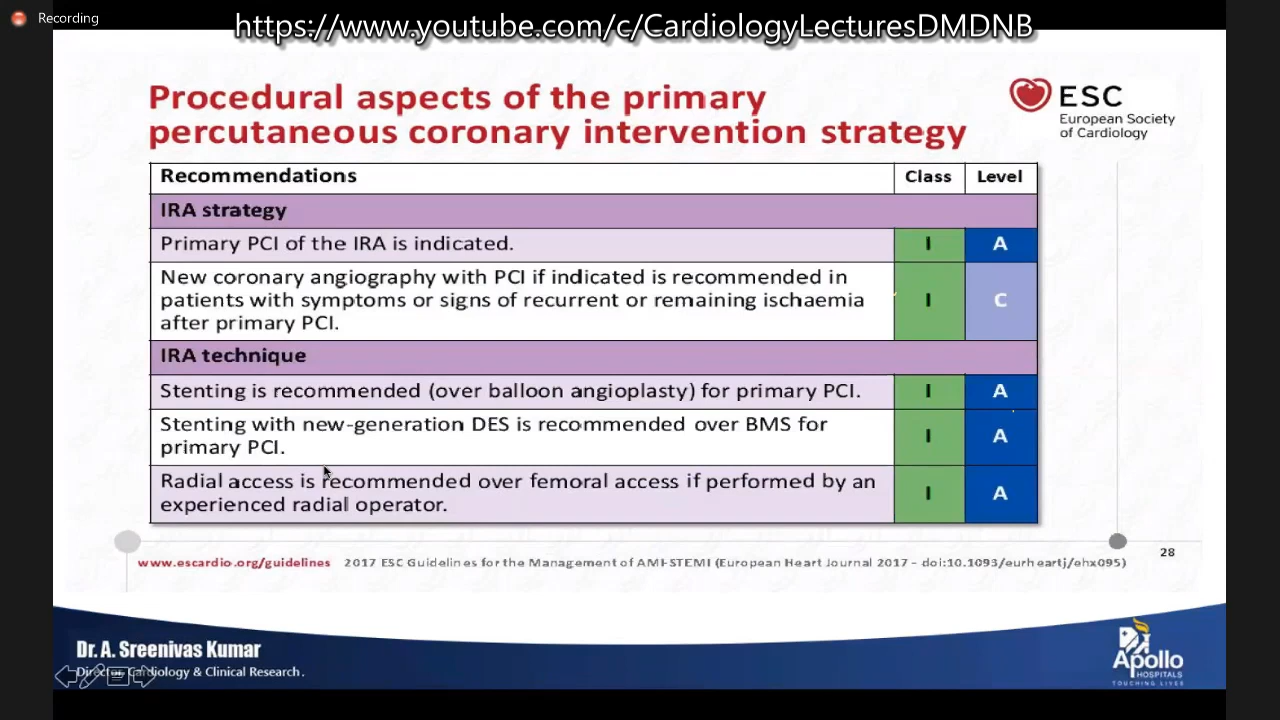 Recording
https://www.youtube.com/c/CardiologyLecturesDMDNB
Procedural aspects of the primary
percutaneous coronary intervention strategy
ESC
European Society
of Cardiology
Recommendations Class Level
IRA strategy
Primary PCI of the IRA is indicated. I A
New coronary angiography with PCI if indicated is recommended in
patients with symptoms or signs of recurrent or remaining ischaemia I C
after primary PCI.
IRA technique
Stenting is recommended (over balloon angioplasty) for primary PCI. I A
Stenting with new-generation DES is recommended over BMS for
primary PCI. I A
Radial access is recommended over femoral access if performed by an
experienced radial operator. I A
28
www.escardio.org/guidelines 2017 ESC Guidelines for the Management of AMI-STEMI (European Heart Journal 2017 - doi:10.1093/eurheartj/ehx095)
Dr. A. Sreenivas Kumar
Director, Cardiology & Clinical Research.
Apollo
HOSPITALS
TOUCHING LIVES